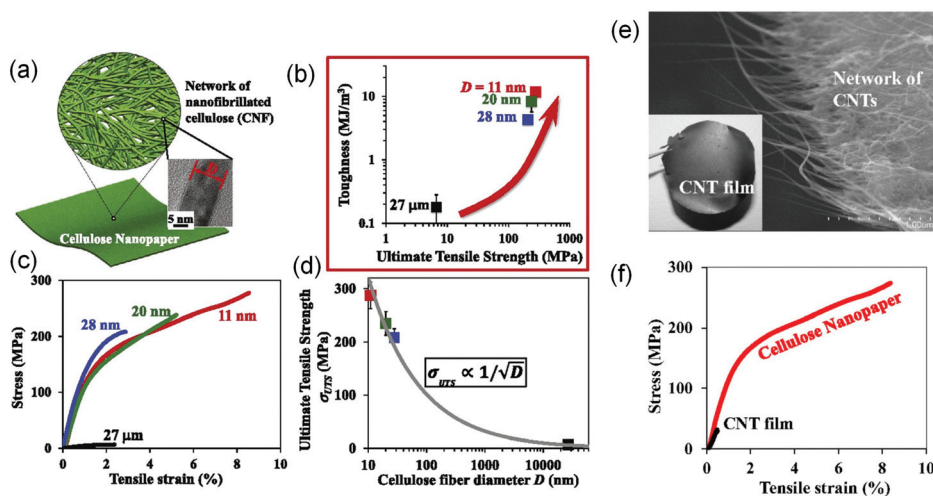 (a)
Network of
nanofibrillated
cellulose (CNF)
D
5 nm
Cellulose Nanopaper
(b)
Toughness (MJ/m³)
100
10
1
0.1
D = 11 nm
20 nm
28 nm
27 μm
1 10 100 1000
Ultimate Tensile Strength (MPa)
(c)
Stress (MPa)
300
200
100
0
28 nm
20 nm
11 nm
27 μm
0 2 4 6 8 10
Tensile strain (%)
(d)
Ultimate Tensile Strength
σUTS (MPa)
300
200
100
0
σUTS ∝ 1/√D
10 100 1000 10000
Cellulose fiber diameter D (nm)
(e)
Network of
CNTs
CNT film
1.00um
(f)
Stress (MPa)
300
200
100
0
Cellulose Nanopaper
CNT film
0 2 4 6 8 10
Tensile strain (%)